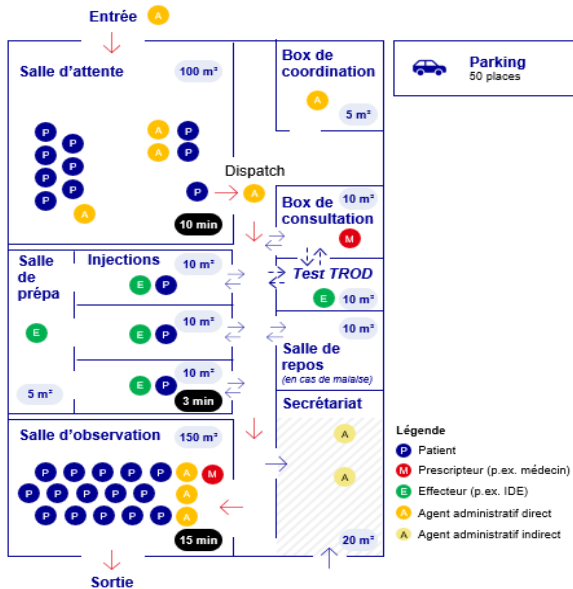 Entrée A
Salle d'attente
100 m²
Box de
coordination
A
5 m²
Parking
50 places
P
P
P
P
P
P
P
A
A P
A P
Dispatch
P A
10 min
10 m²
Box de
consultation
M
Salle
de
prépa
Injections
10 m²
E P
Test TROD
E 10 m²
E
10 m²
E P
10 m²
Salle de
repos
(en cas de malaise)
10 m²
E P
5 m²
3 min
Secrétariat
A
A
20 m²
Salle d'observation
150 m²
P P P P P A M
P P P P A
P P P P P A
15 min
Sortie
Légende
P Patient
M Prescripteur (p.ex. médecin)
E Effecteur (p.ex. IDE)
A Agent administratif direct
A Agent administratif indirect